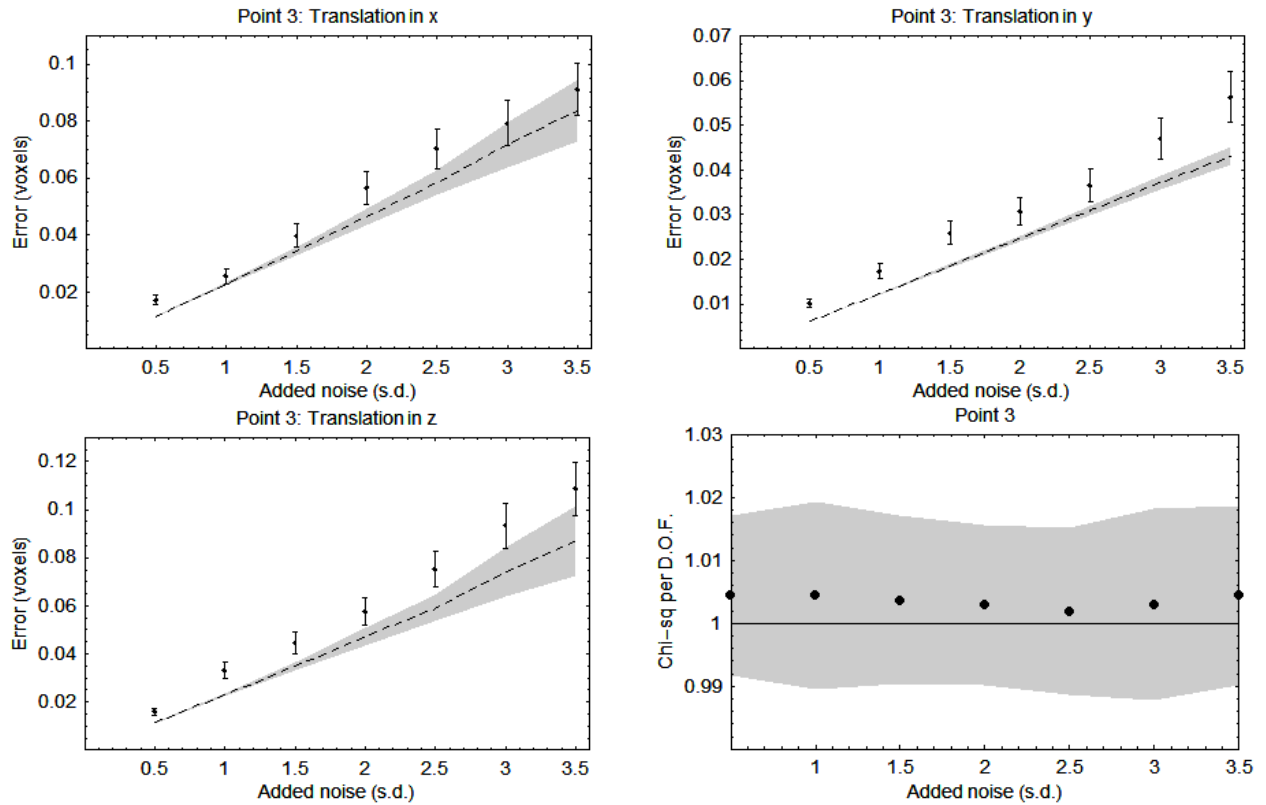 Point 3: Translation in x
Error (voxels)
0.1
0.08
0.06
0.04
0.02
0.5 1 1.5 2 2.5 3 3.5
Added noise (s.d.)
Point 3: Translation in y
Error (voxels)
0.07
0.06
0.05
0.04
0.03
0.02
0.01
0.5 1 1.5 2 2.5 3 3.5
Added noise (s.d.)
Point 3: Translation in z
Error (voxels)
0.12
0.1
0.08
0.06
0.04
0.02
0.5 1 1.5 2 2.5 3 3.5
Added noise (s.d.)
Point 3
Chi-sq per D.O.F.
1.03
1.02
1.01
1
0.99
1 1.5 2 2.5 3 3.5
Added noise (s.d.)